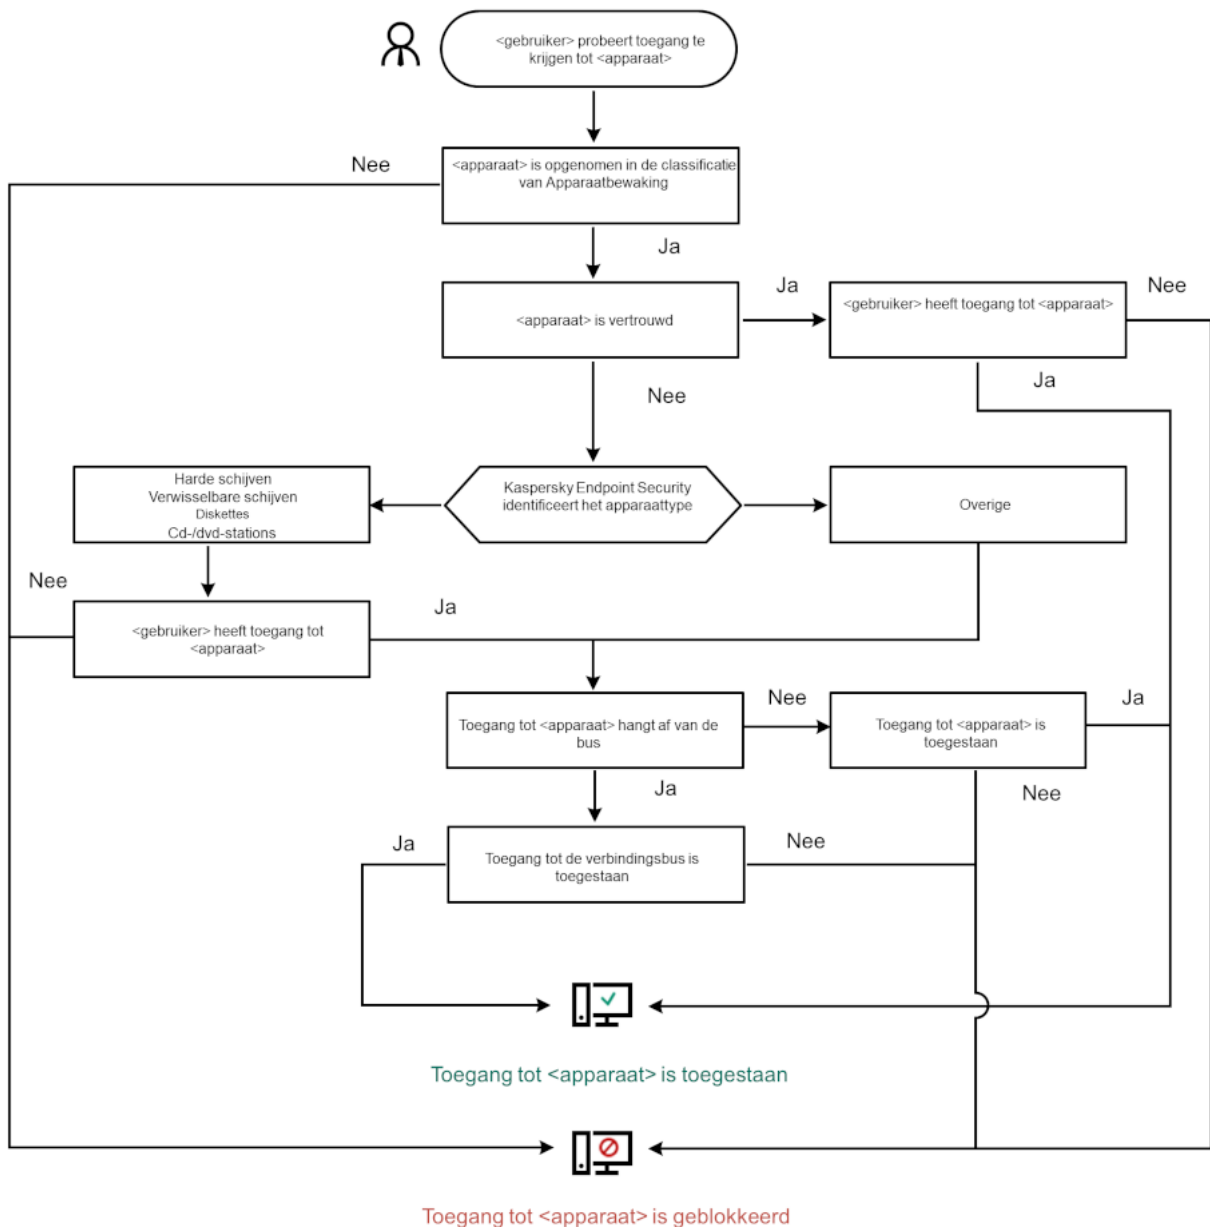 <gebruiker> probeert toegang te
krijgen tot <apparaat>
Nee
<apparaat> is opgenomen in de classificatie
van Apparaatbewaking
Ja
<apparaat> is vertrouwd
Ja
<gebruiker> heeft toegang tot <apparaat>
Nee
Ja
Nee
Harde schijven
Verwisselbare schijven
Diskettes
Cd-/dvd-stations
Kaspersky Endpoint Security
identificeert het apparaattype
Overige
Nee
<gebruiker> heeft toegang tot
<apparaat>
Ja
Toegang tot <apparaat> hangt af van de
bus
Nee
Toegang tot <apparaat> is
toegestaan
Ja
Ja
Nee
Ja
Toegang tot de verbindingsbus is
toegestaan
Nee
Toegang tot <apparaat> is toegestaan
Toegang tot <apparaat> is geblokkeerd